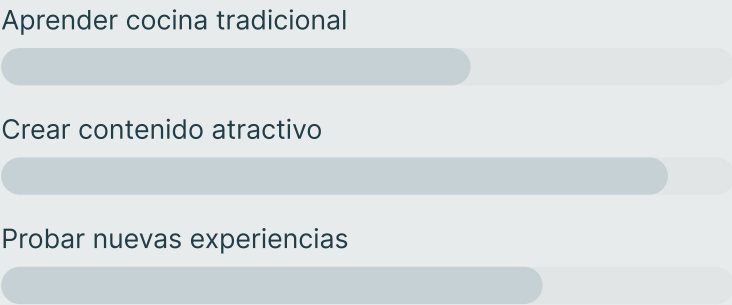 Aprender cocina tradicional
Crear contenido atractivo
Probar nuevas experiencias